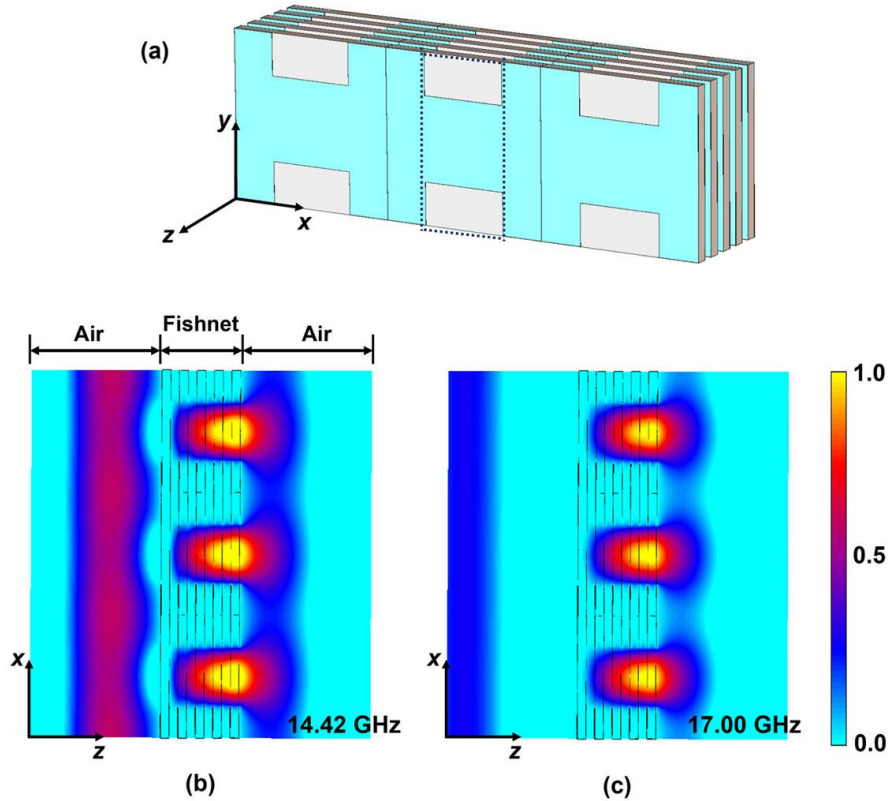 (a)
y
x
z
Air Fishnet Air
1.0
0.5
0.0
x
z
14.42 GHz
x
z
17.00 GHz
(b)
(c)